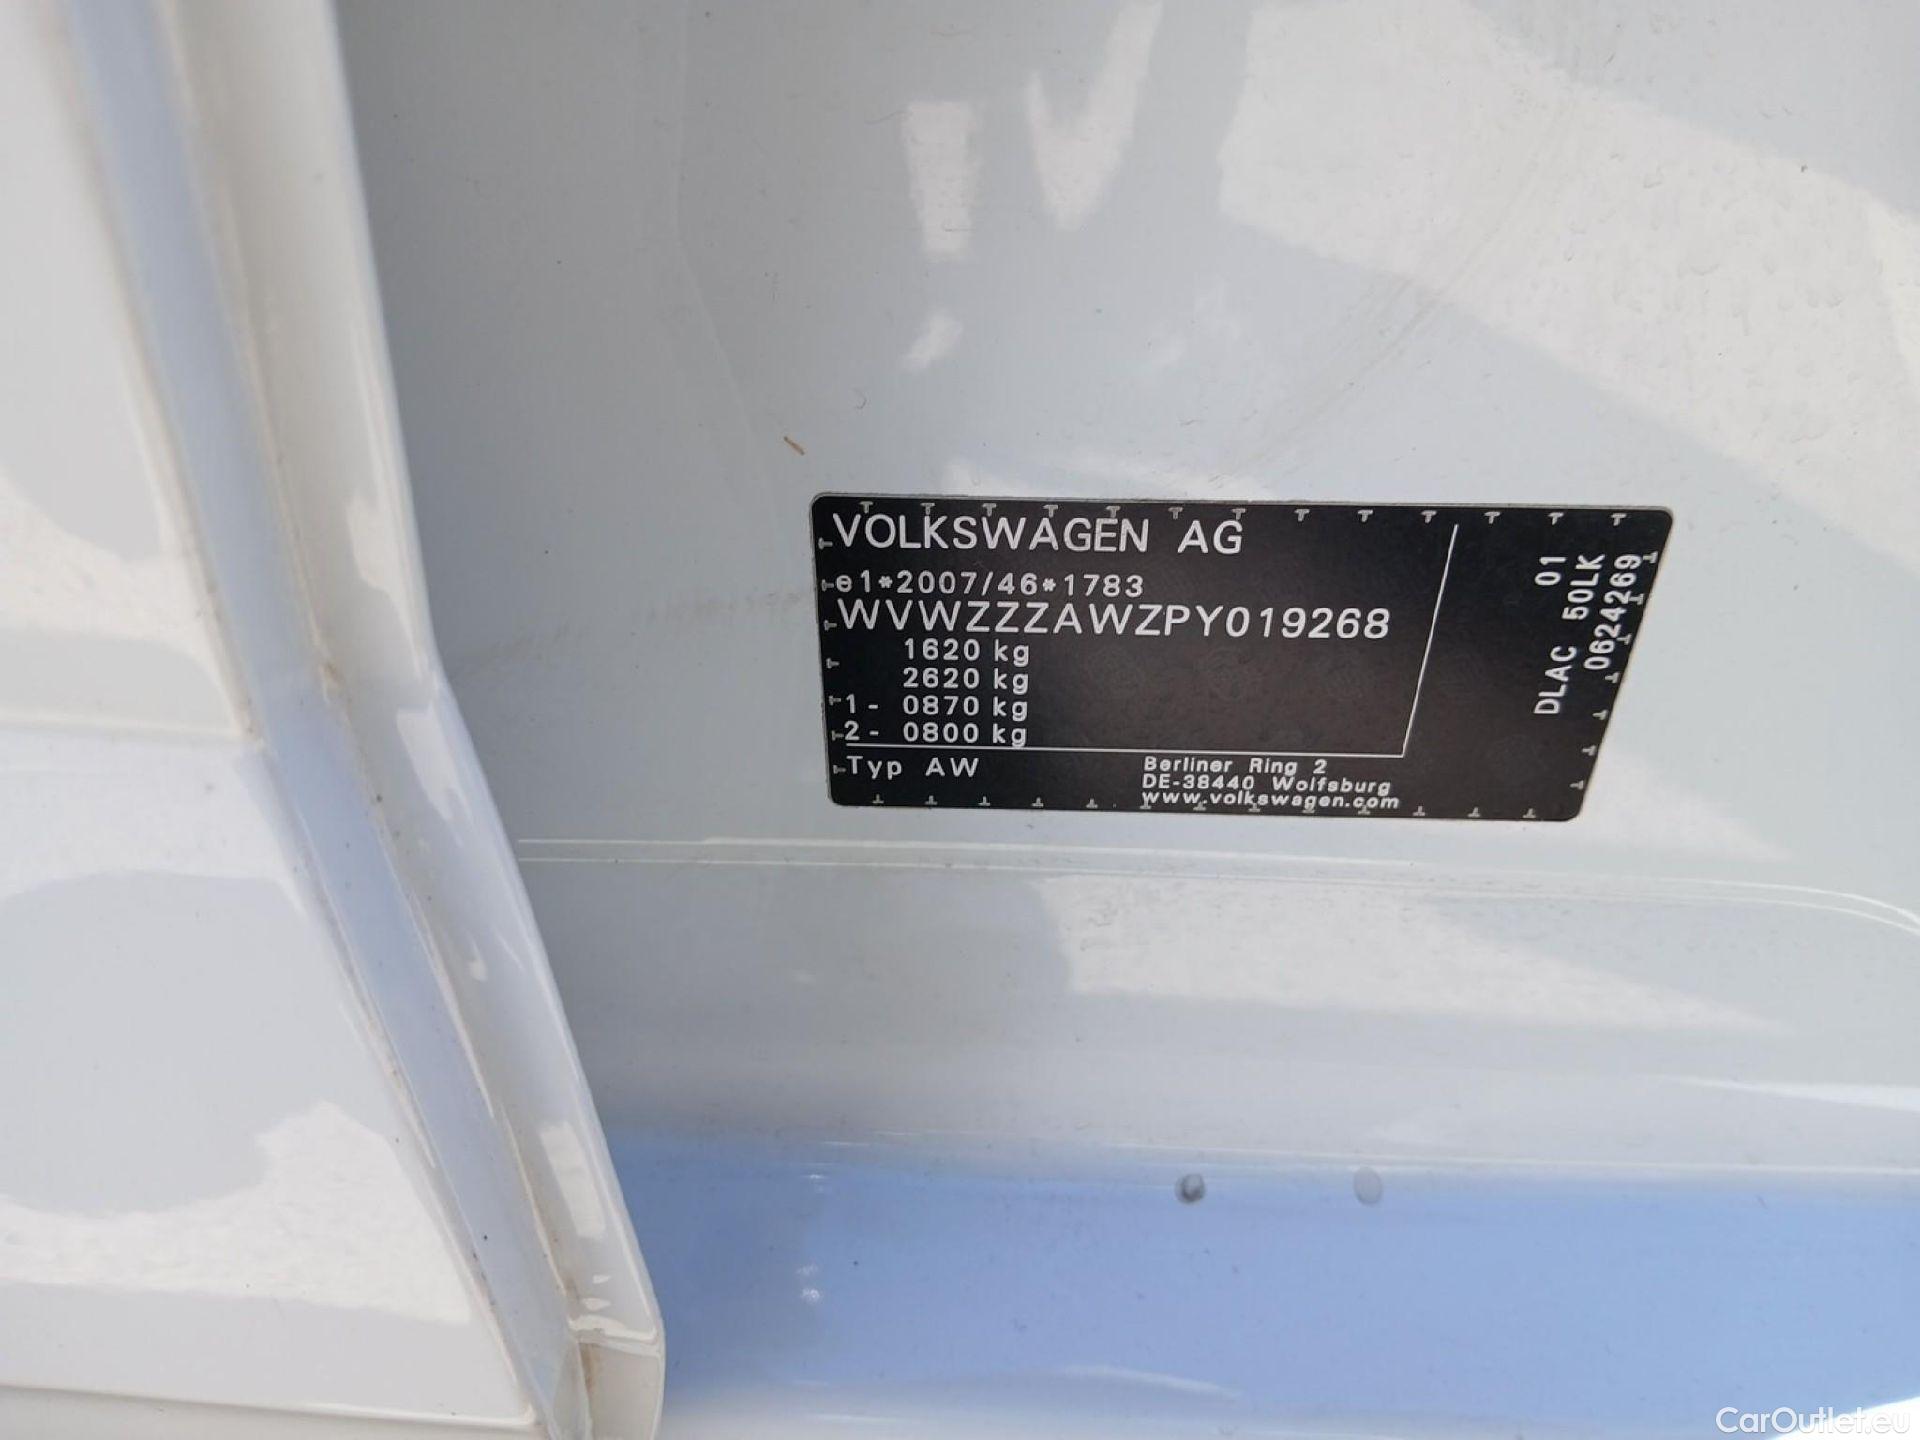 VOLKSWAGEN AG
e1*2007/46*1783
WVWZZZAWZPY019268
1620 kg
2620 kg
1- 0870 kg
2- 0800 kg
Typ AW
Berliner Ring 2
DE-38440 Wolfsburg
www.volkswagen.com
DLAC 01
50LK
0624269
CarOutlet.eu